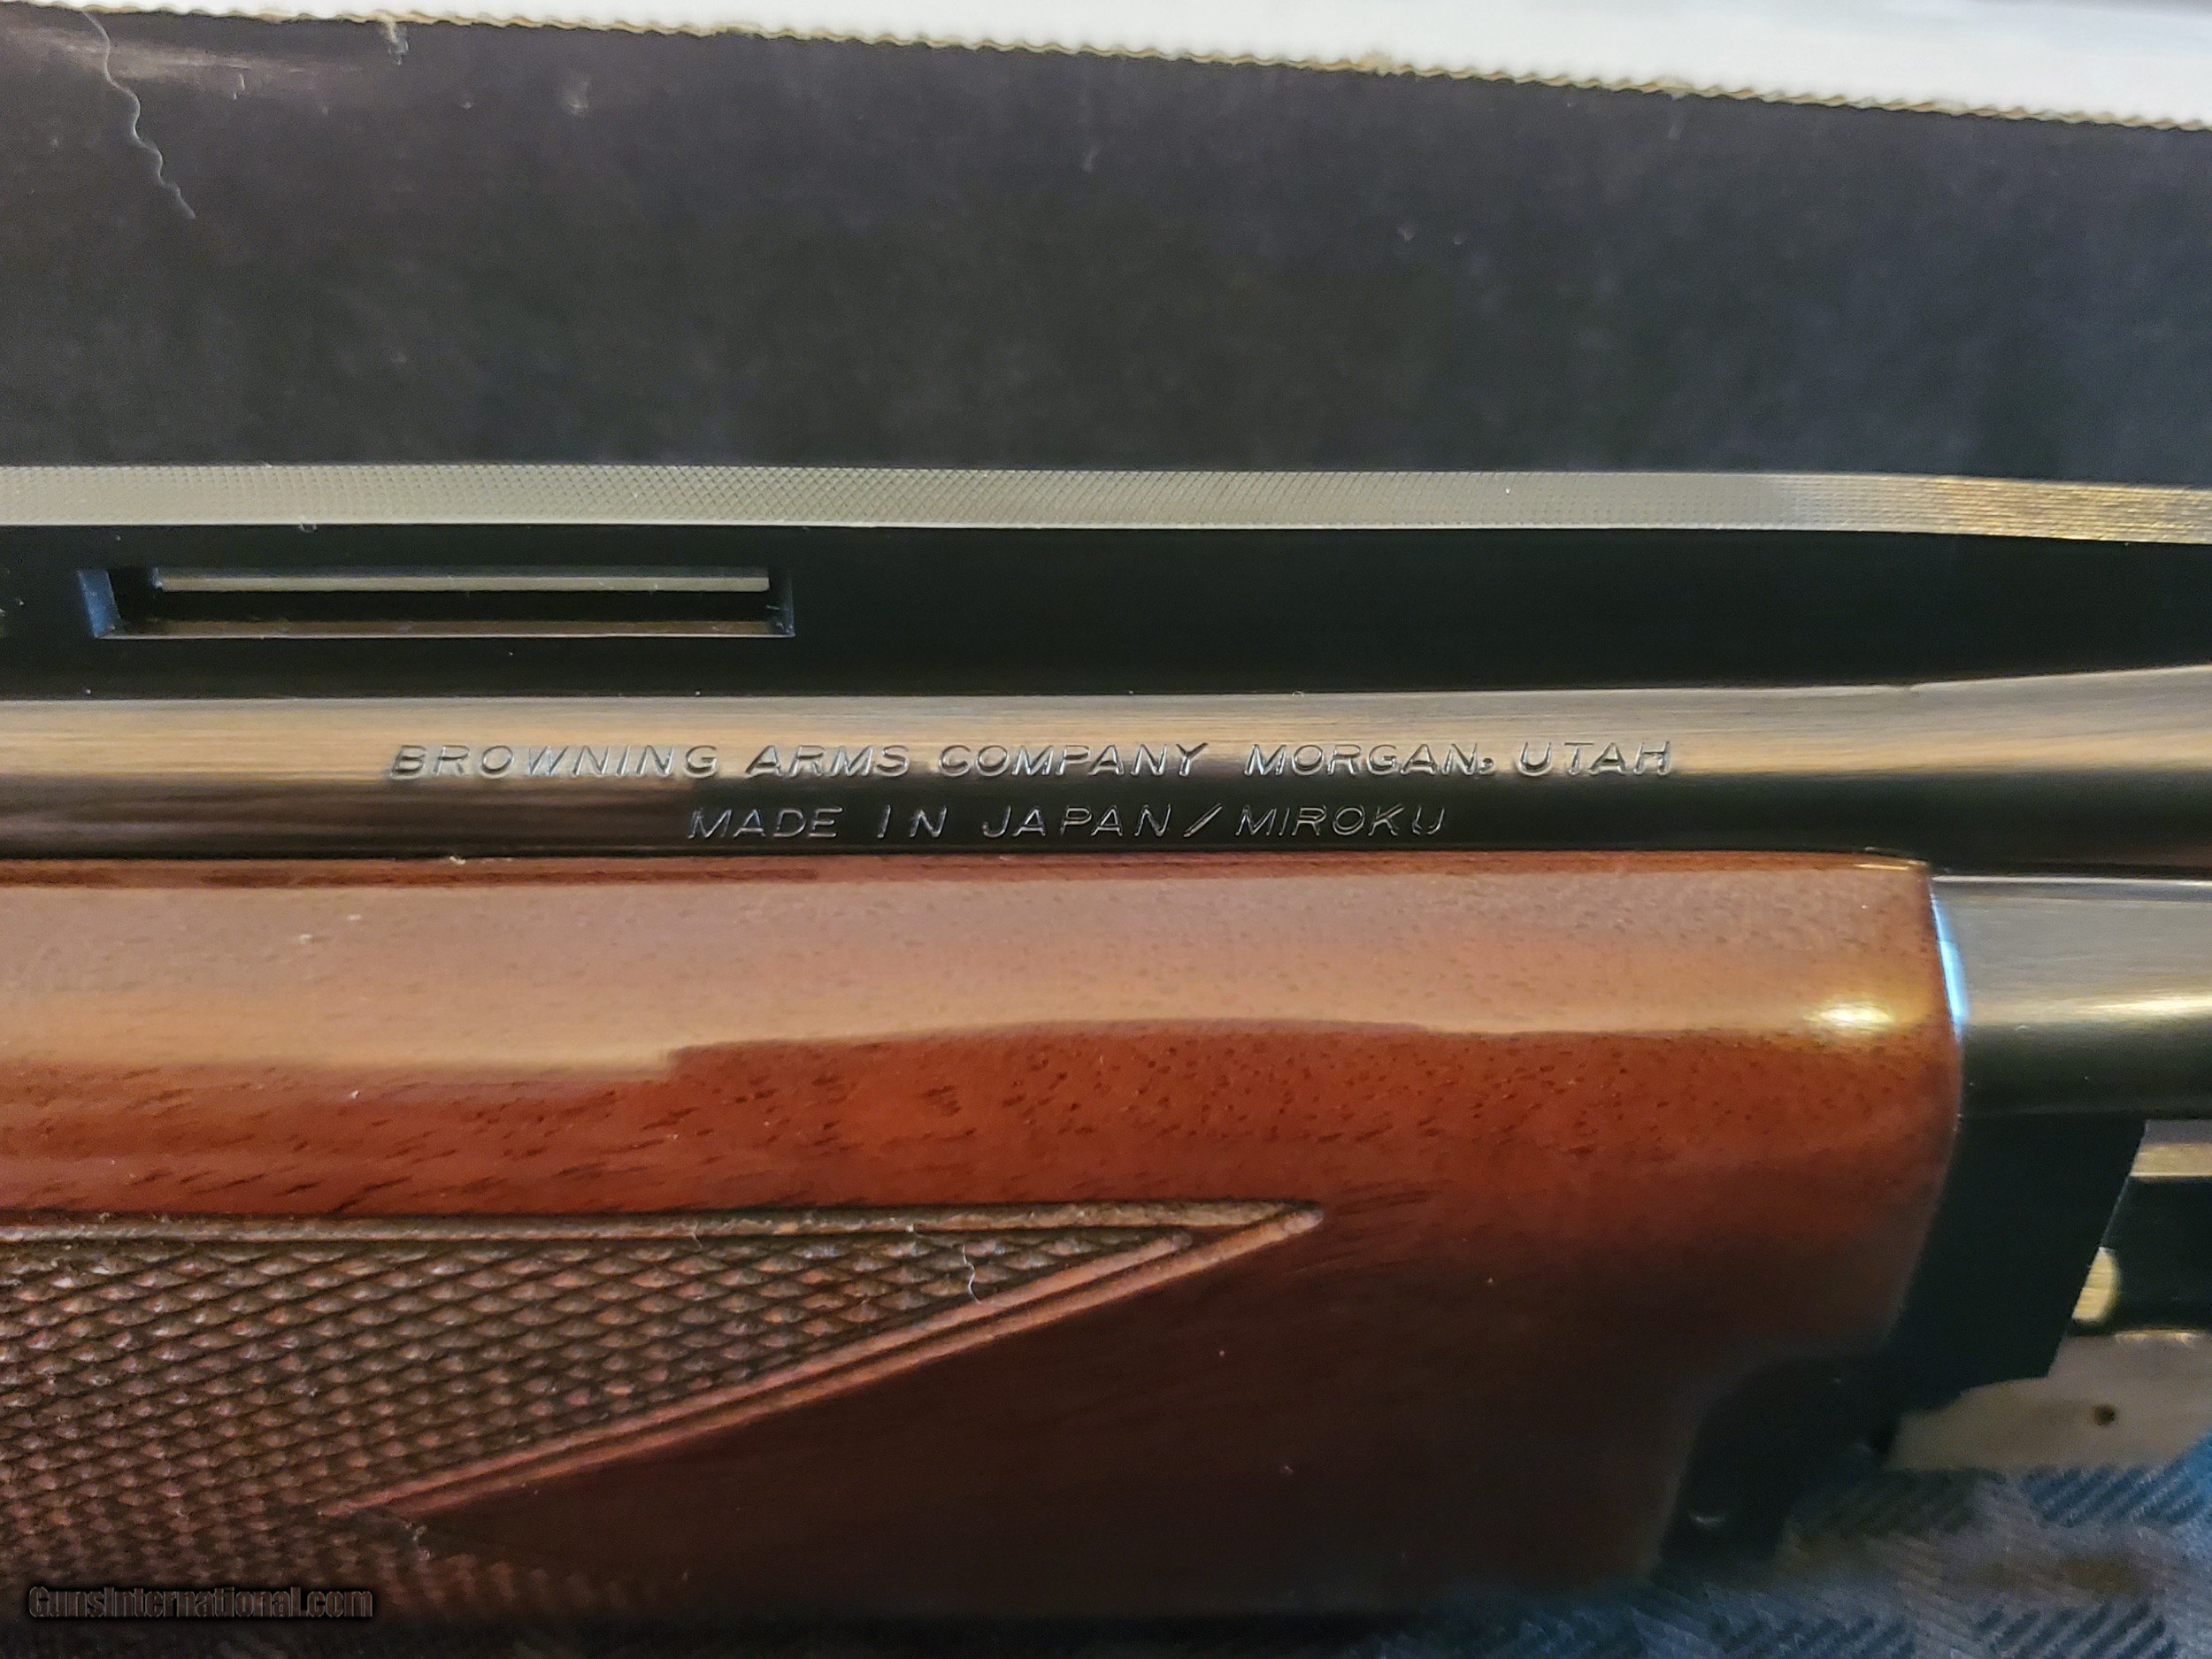 BROWNING ARMS COMPANY MORGAN, UTAH
MADE IN JAPAN/MIROKU
GunsInternational.com